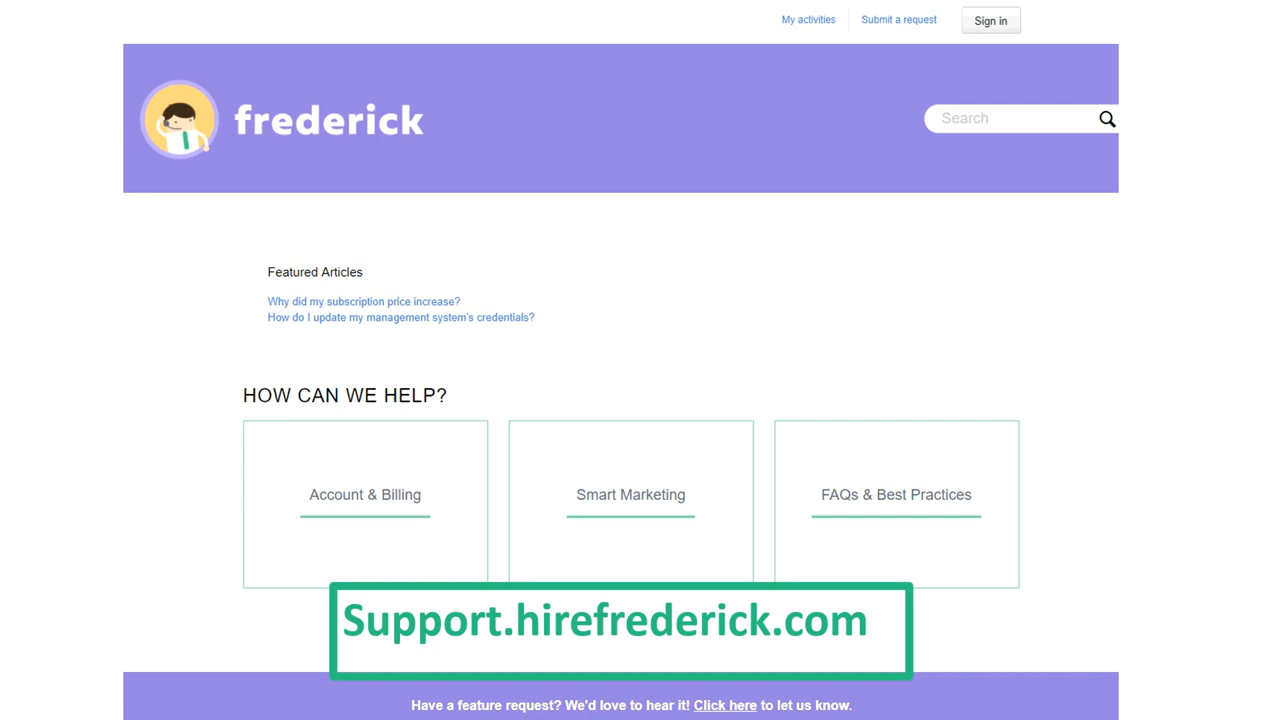 My activities
Submit a request
Sign in
frederick
Search
Featured Articles
Why did my subscription price increase?
How do I update my management system's credentials?
HOW CAN WE HELP?
Account & Billing
Smart Marketing
FAQs & Best Practices
Support.hirefrederick.com
Have a feature request? We'd love to hear it! Click here to let us know.